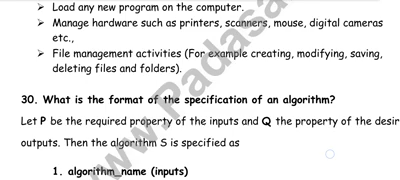 ➢ Load any new program on the computer.
➢ Manage hardware such as printers, scanners, mouse, digital cameras
etc.,
➢ File management activities (For example creating, modifying, saving,
deleting files and folders).
30. What is the format of the specification of an algorithm?
Let P be the required property of the inputs and Q the property of the desir
outputs. Then the algorithm S is specified as
1. algorithm_name (inputs)
www.Padasa